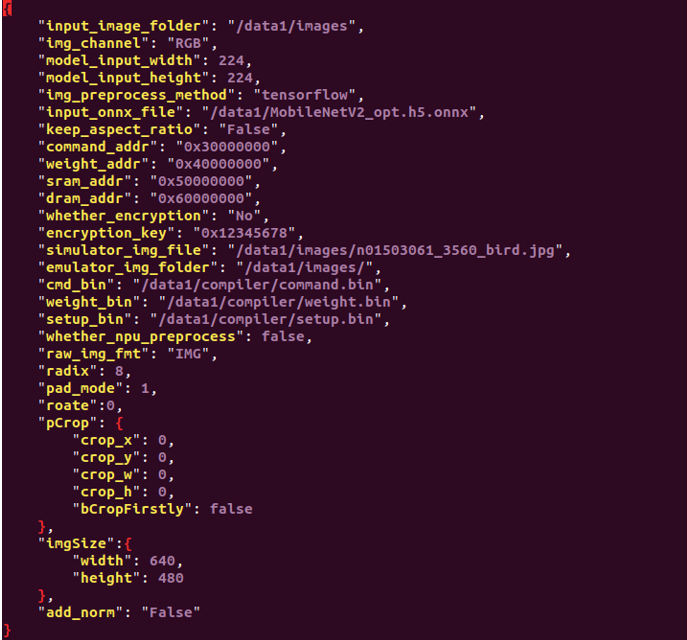 {
    "input_image_folder": "/data1/images",
    "img_channel": "RGB",
    "model_input_width": 224,
    "model_input_height": 224,
    "img_preprocess_method": "tensorflow",
    "input_onnx_file": "/data1/MobileNetV2_opt.h5.onnx",
    "keep_aspect_ratio": "False",
    "command_addr": "0x30000000",
    "weight_addr": "0x40000000",
    "sram_addr": "0x50000000",
    "dram_addr": "0x60000000",
    "whether_encryption": "No",
    "encryption_key": "0x12345678",
    "simulator_img_file": "/data1/images/n01503061_3560_bird.jpg",
    "emulator_img_folder": "/data1/images/",
    "cmd_bin": "/data1/compiler/command.bin",
    "weight_bin": "/data1/compiler/weight.bin",
    "setup_bin": "/data1/compiler/setup.bin",
    "whether_npu_preprocess": false,
    "raw_img_fmt": "IMG",
    "radix": 8,
    "pad_mode": 1,
    "roate":0,
    "pCrop": {
        "crop_x": 0,
        "crop_y": 0,
        "crop_w": 0,
        "crop_h": 0,
        "bCropFirstly": false
    },
    "imgSize":{
        "width": 640,
        "height": 480
    },
    "add_norm": "False"
}